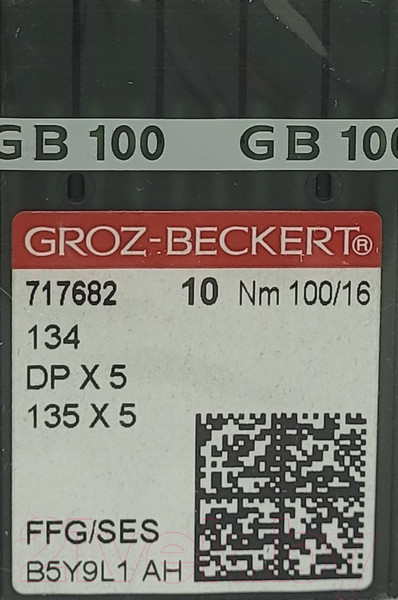 GB 100 GB 100
GROZ-BECKERT®
717682 10 Nm 100/16
134
DP X 5
135 X 5
FFG/SES
B5Y9L1 AH